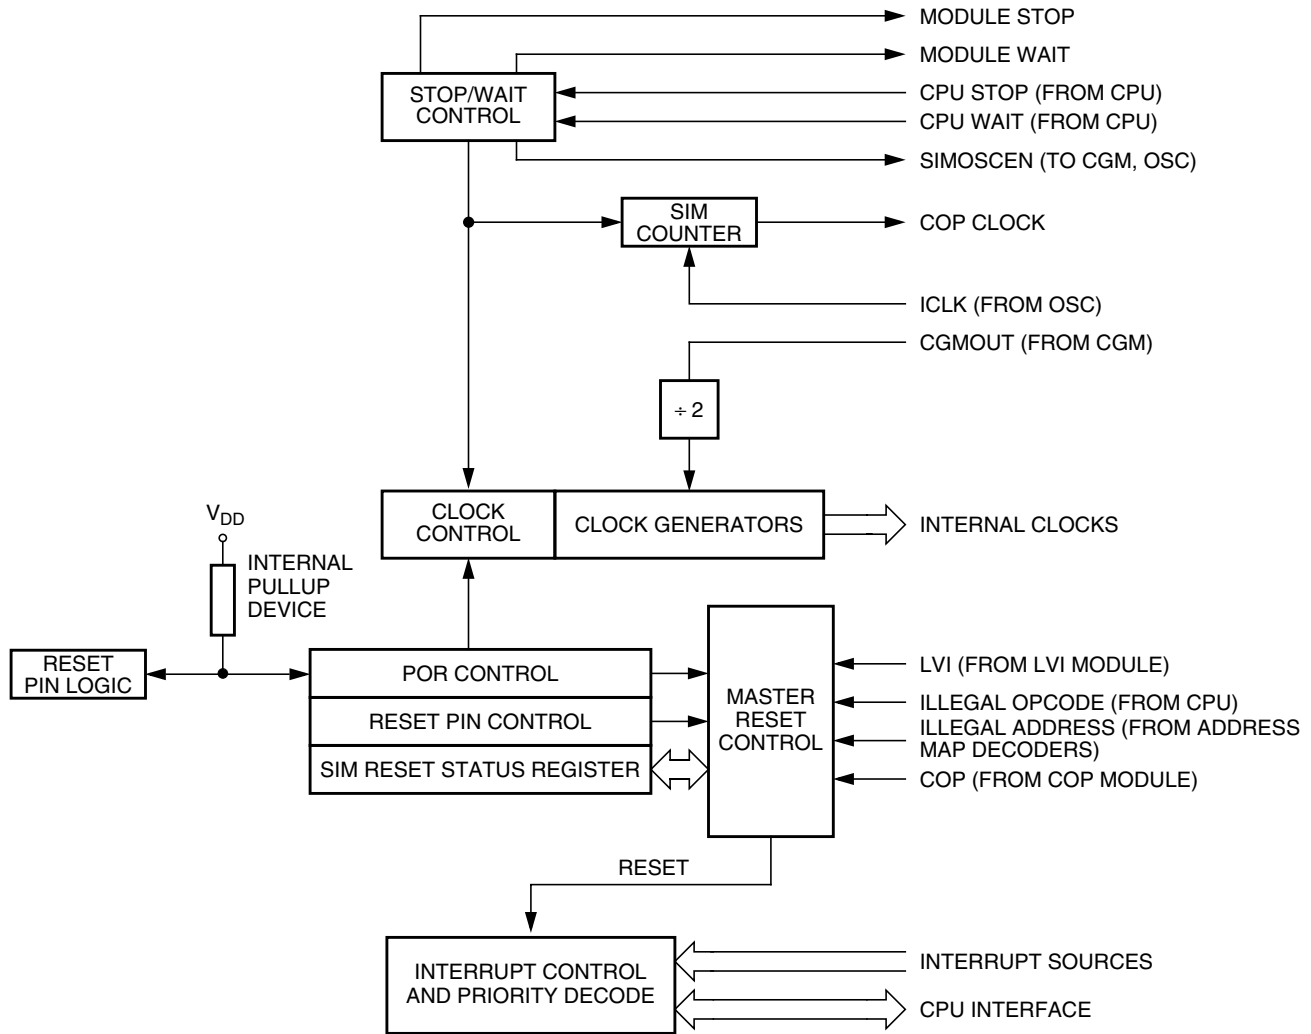 MODULE STOP
MODULE WAIT
STOP/WAIT
CONTROL
CPU STOP (FROM CPU)
CPU WAIT (FROM CPU)
SIMOSCEN (TO CGM, OSC)
SIM
COUNTER
COP CLOCK
ICLK (FROM OSC)
CGMOUT (FROM CGM)
÷ 2
CLOCK
CONTROL
CLOCK GENERATORS
INTERNAL CLOCKS
VDD
INTERNAL
PULLUP
DEVICE
RESET
PIN LOGIC
POR CONTROL
RESET PIN CONTROL
SIM RESET STATUS REGISTER
MASTER
RESET
CONTROL
LVI (FROM LVI MODULE)
ILLEGAL OPCODE (FROM CPU)
ILLEGAL ADDRESS (FROM ADDRESS
MAP DECODERS)
COP (FROM COP MODULE)
RESET
INTERRUPT CONTROL
AND PRIORITY DECODE
INTERRUPT SOURCES
CPU INTERFACE